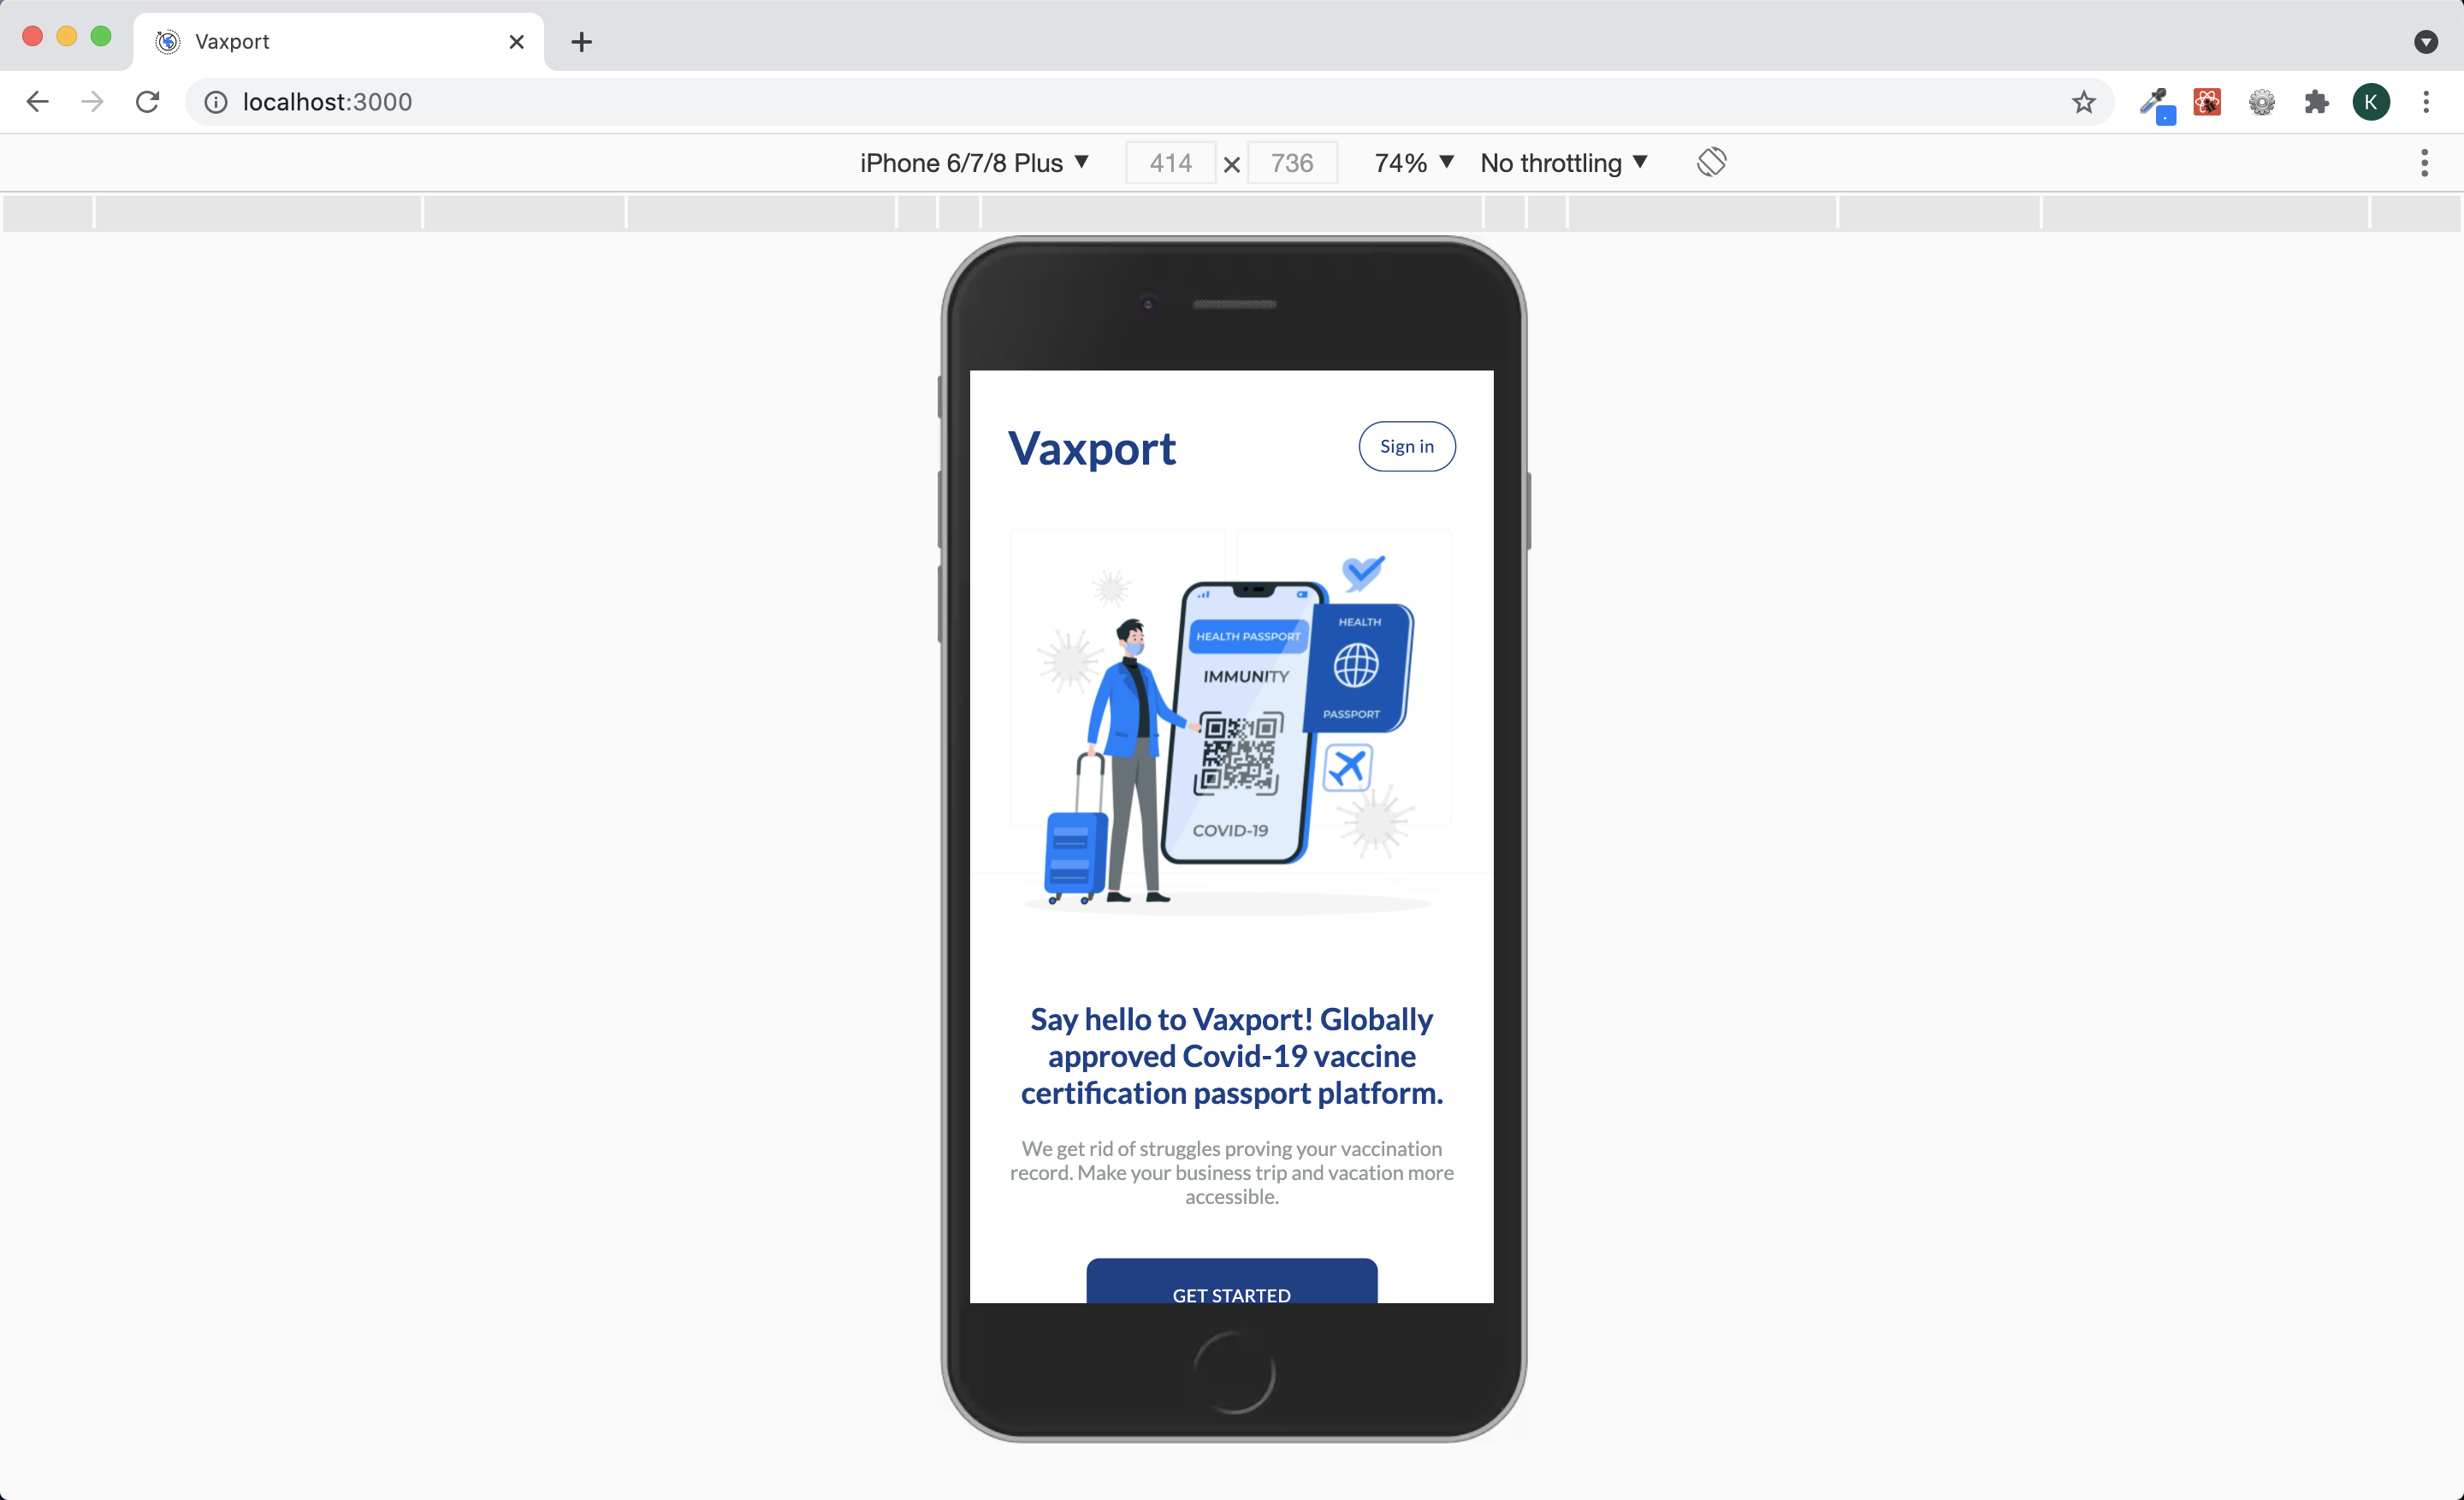 Vaxport
localhost:3000
iPhone 6/7/8 Plus 414 × 736 74% No throttling
K
Vaxport
Sign in
HEALTH PASSPORT
IMMUNITY
COVID-19
HEALTH
PASSPORT
Say hello to Vaxport! Globally
approved Covid-19 vaccine
certification passport platform.
We get rid of struggles proving your vaccination
record. Make your business trip and vacation more
accessible.
GET STARTED